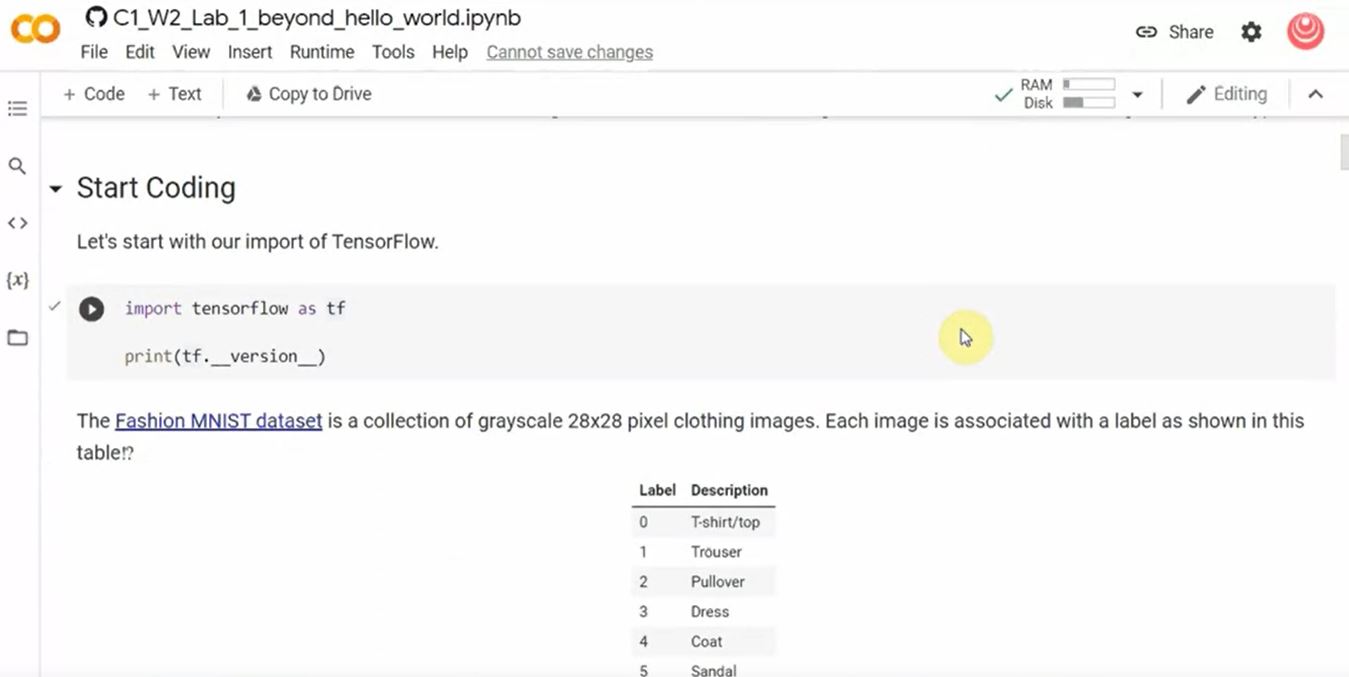 C1_W2_Lab_1_beyond_hello_world.ipynb
File Edit View Insert Runtime Tools Help Cannot save changes
Share
+ Code + Text Copy to Drive
RAM
Disk
Editing
Start Coding
Let's start with our import of TensorFlow.
{x}
import tensorflow as tf
print(tf.__version__)
The Fashion MNIST dataset is a collection of grayscale 28x28 pixel clothing images. Each image is associated with a label as shown in this
table⁉
Label Description
0 T-shirt/top
1 Trouser
2 Pullover
3 Dress
4 Coat
5 Sandal